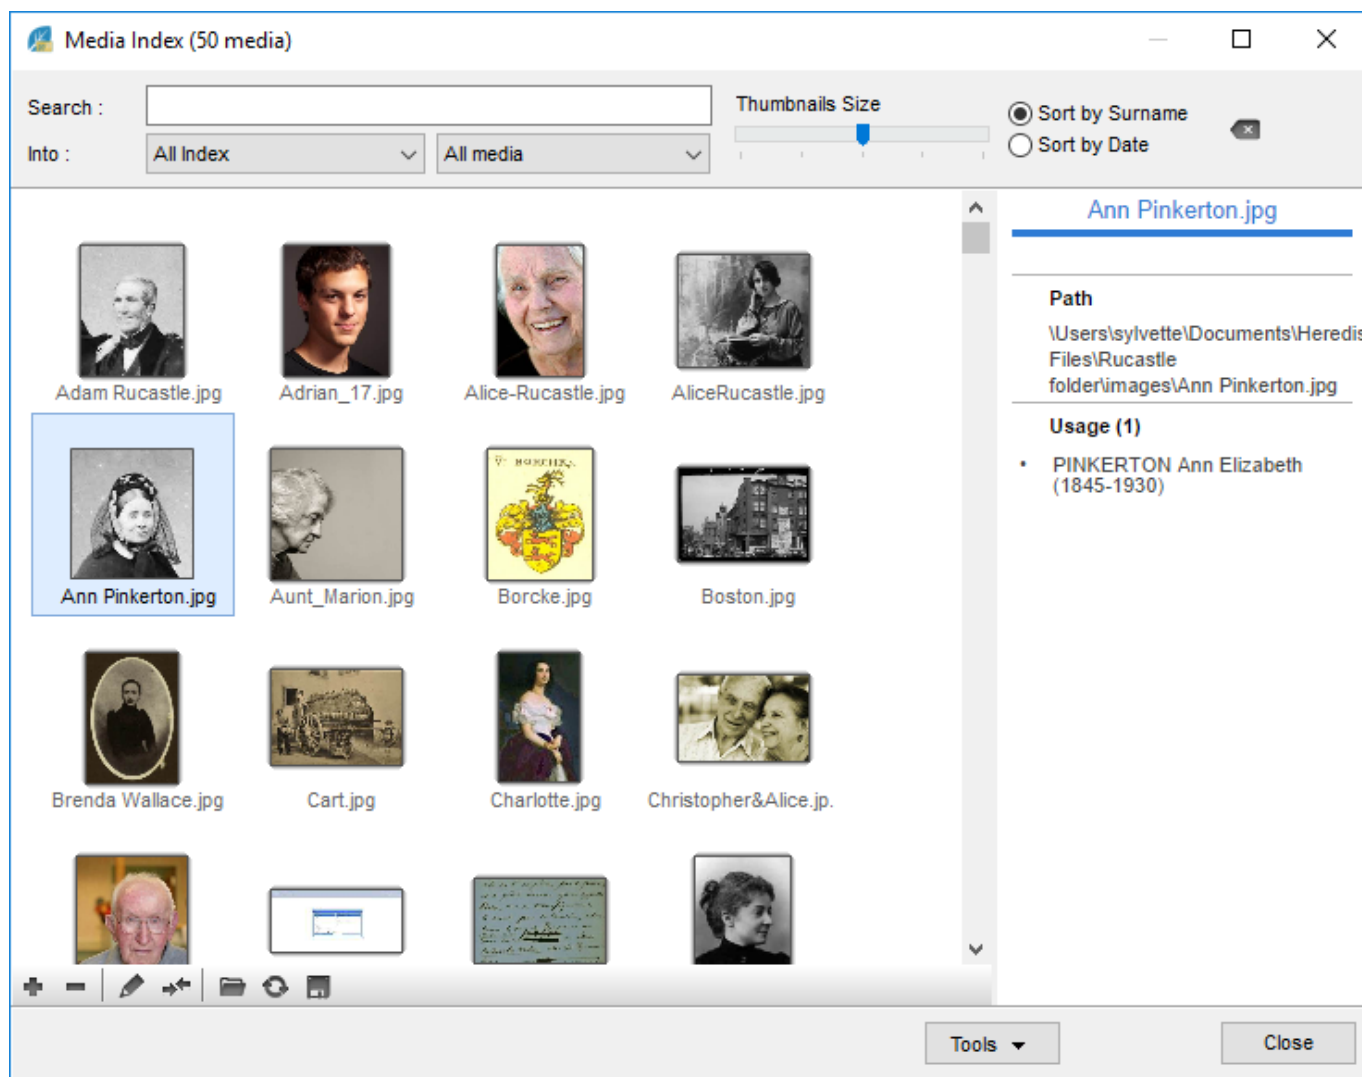 Media Index (50 media)
Search :
Thumbnails Size
Sort by Surname
Into :
All Index
All media
Sort by Date
Ann Pinkerton.jpg
Path
\Users\sylvette\Documents\Heredis
Files\Rucastle
folder\images\Ann Pinkerton.jpg
Usage (1)
• PINKERTON Ann Elizabeth
(1845-1930)
Adam Rucastle.jpg
Adrian_17.jpg
Alice-Rucastle.jpg
AliceRucastle.jpg
Ann Pinkerton.jpg
Aunt_Marion.jpg
Borcke.jpg
Boston.jpg
Brenda Wallace.jpg
Cart.jpg
Charlotte.jpg
Christopher&Alice.jp.
Tools
Close